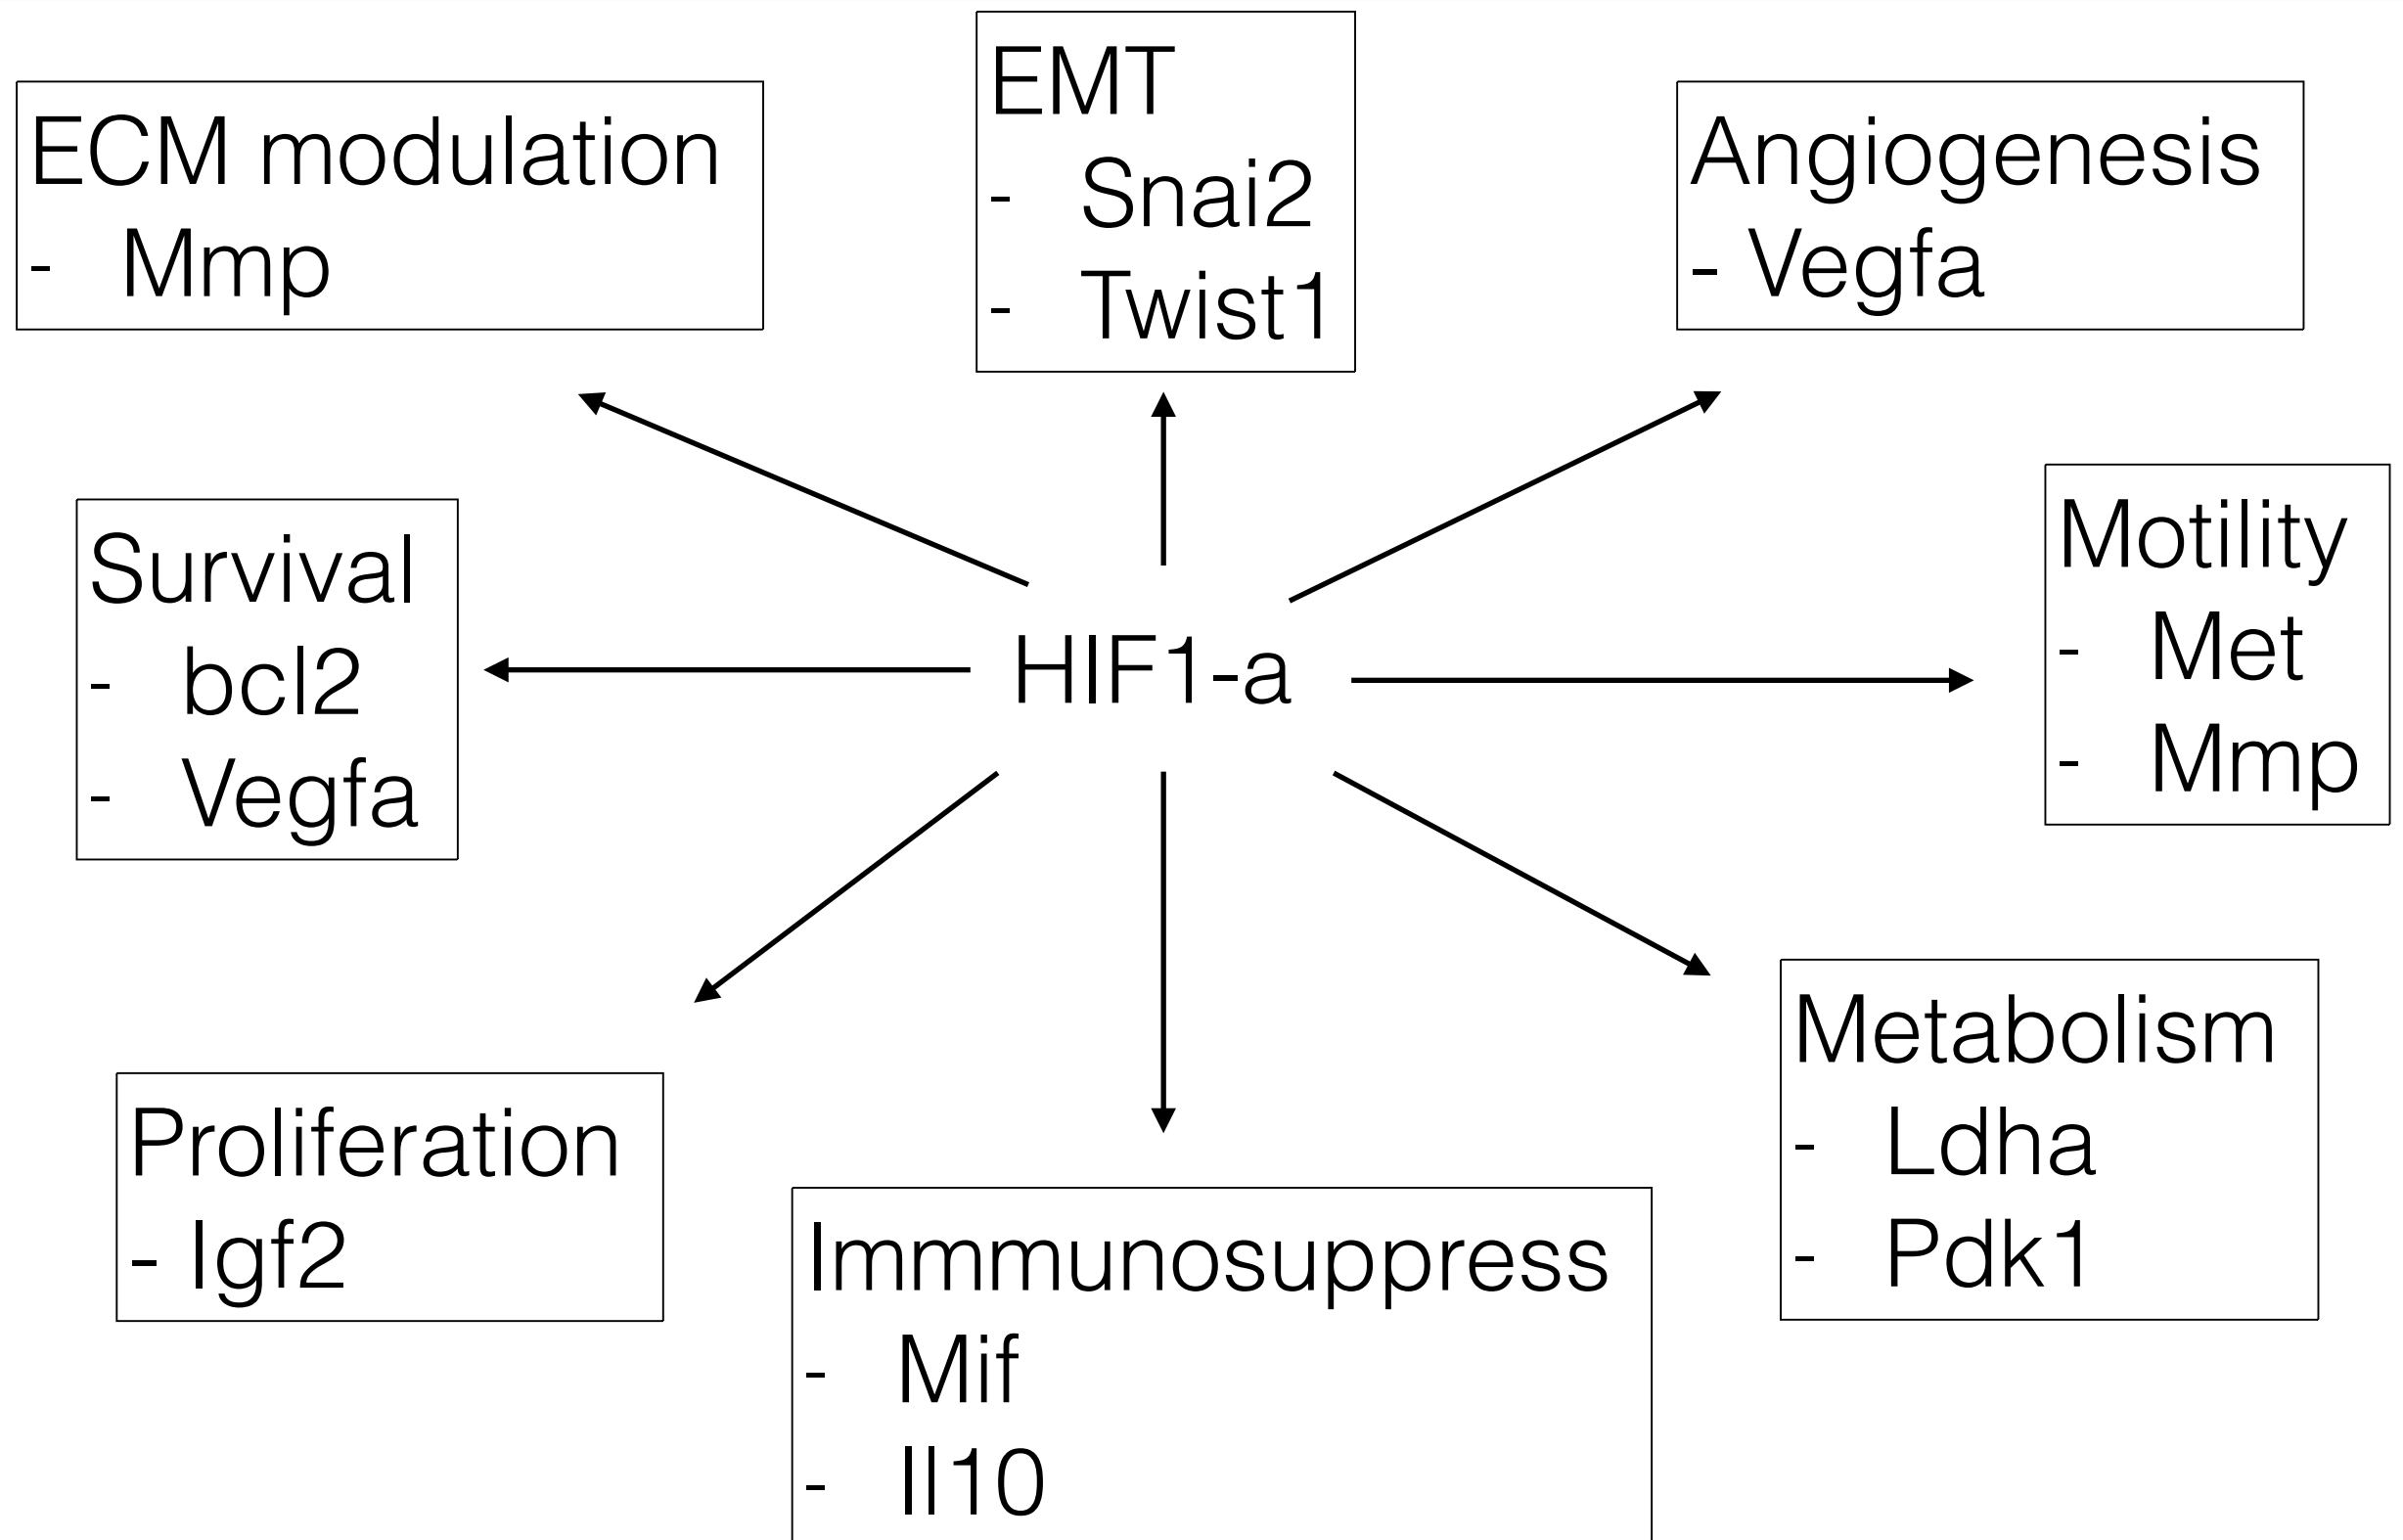 ECM modulation
- Mmp
EMT
- Snai2
- Twist1
Angiogenesis
- Vegfa
Survival
- bcl2
- Vegfa
HIF1-a
Motility
- Met
- Mmp
Proliferation
- Igf2
Immmunosuppress
- Mif
- Il10
Metabolism
- Ldha
- Pdk1